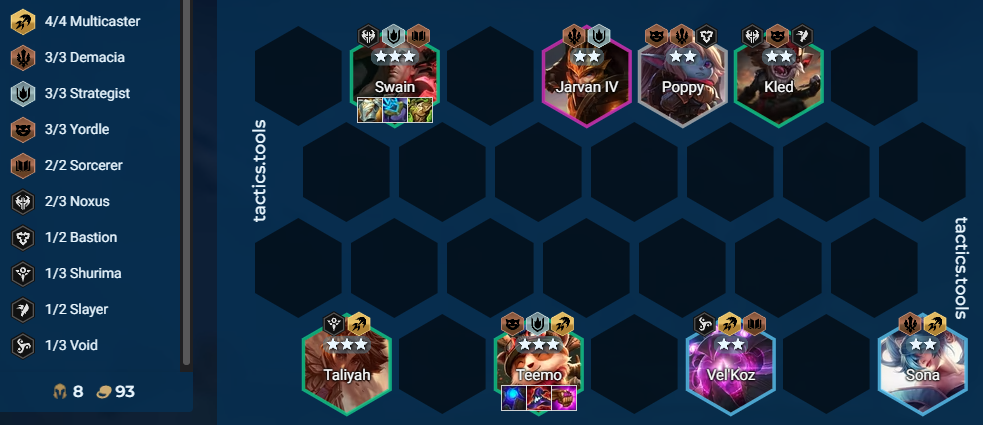 4/4 Multicaster
3/3 Demacia
3/3 Strategist
3/3 Yordle
2/2 Sorcerer
2/3 Noxus
1/2 Bastion
1/3 Shurima
1/2 Slayer
1/3 Void
8 93
tactics.tools
Swain
Jarvan IV
Poppy
Kled
tactics.tools
Taliyah
Teemo
Vel'Koz
Sona